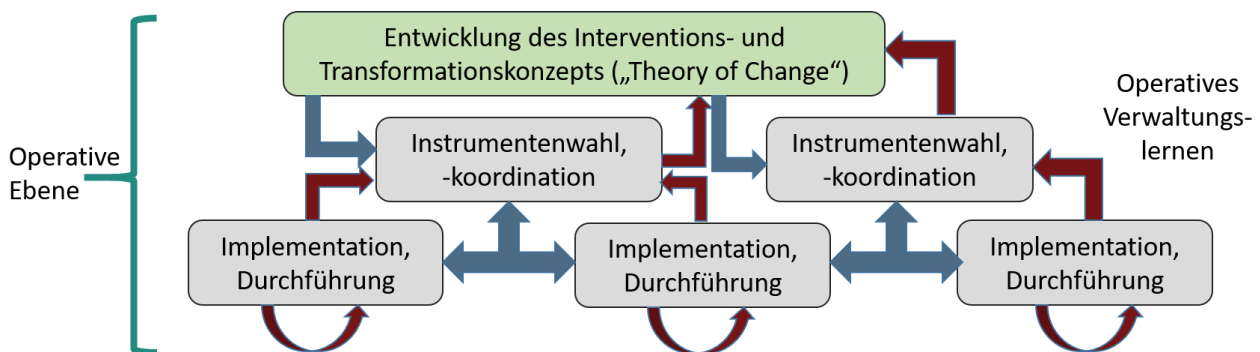 Entwicklung des Interventions- und
Transformationskonzepts („Theory of Change“)
Operatives
Verwaltungs-
lernen
Operative
Ebene
Instrumentenwahl,
-koordination
Instrumentenwahl,
-koordination
Implementation,
Durchführung
Implementation,
Durchführung
Implementation,
Durchführung